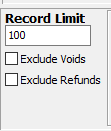 Record Limit
100
Exclude Voids
Exclude Refunds